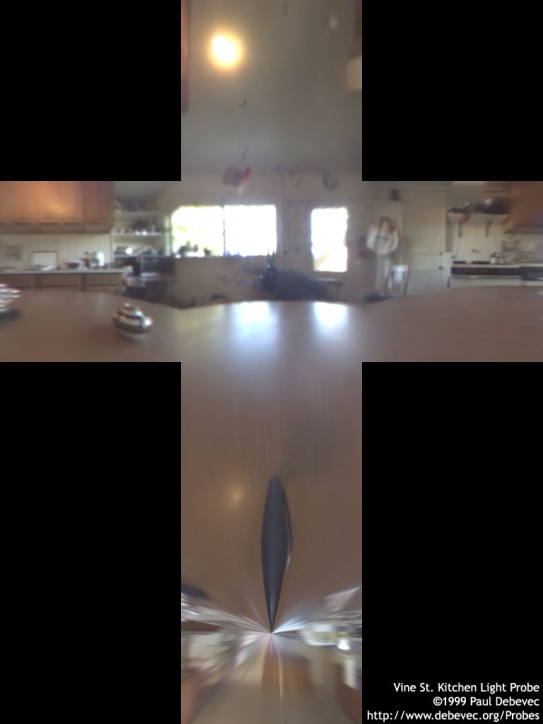 Vine St. Kitchen Light Probe
©1999 Paul Debevec
http://www.debevec.org/Probes